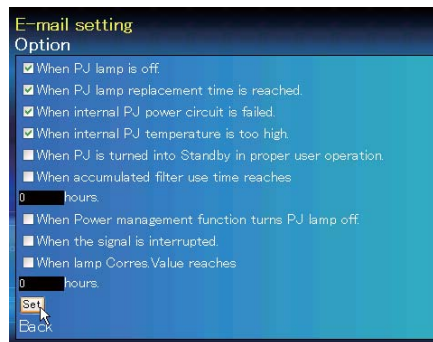 E-mail setting
Option
When PJ lamp is off.
When PJ lamp replacement time is reached.
When internal PJ power circuit is failed.
When internal PJ temperature is too high.
When PJ is turned into Standby in proper user operation.
When accumulated filter use time reaches
0 hours.
When Power management function turns PJ lamp off.
When the signal is interrupted.
When lamp Corres.Value reaches
0 hours.
Set
Back